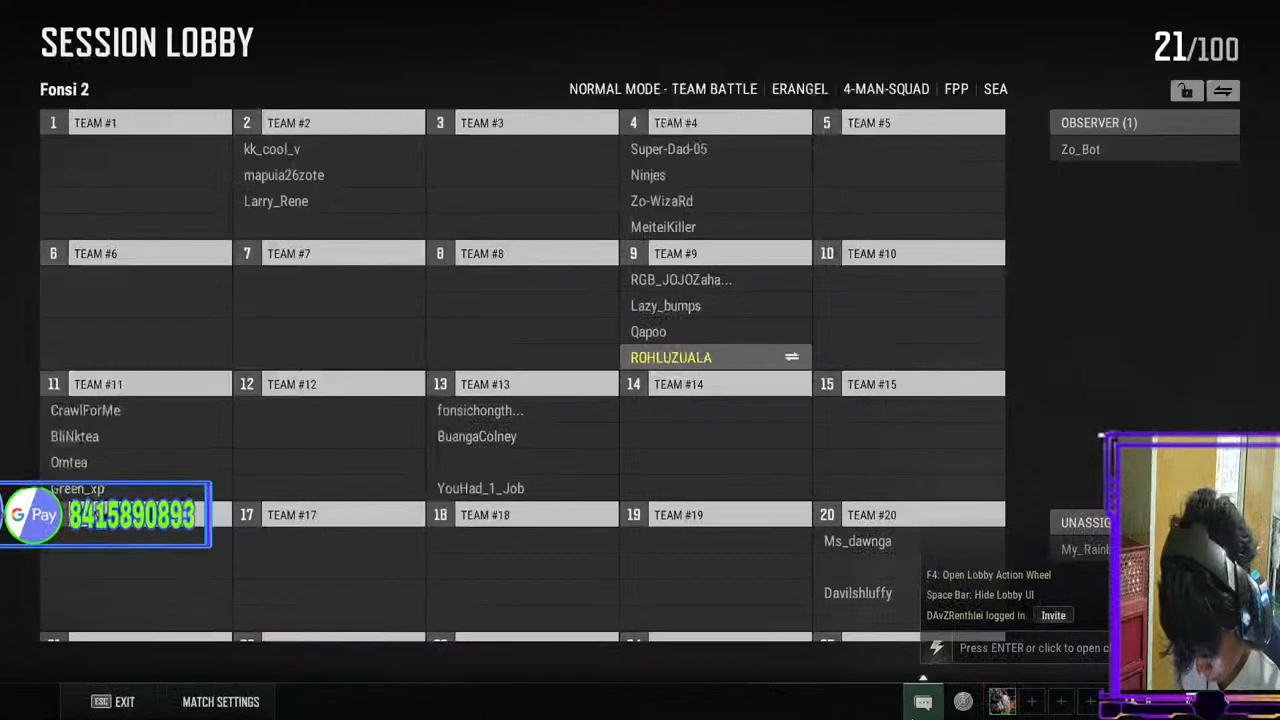 SESSION LOBBY
21/100
Fonsi 2
NORMAL MODE - TEAM BATTLE | ERANGEL | 4-MAN-SQUAD | FPP | SEA
1 TEAM #1
2 TEAM #2
kk_cool_v
mapuia26zote
Larry_Rene
3 TEAM #3
4 TEAM #4
Super-Dad-05
Ninjes
Zo-WizaRd
MeiteiKiller
5 TEAM #5
OBSERVER (1)
Zo_Bot
6 TEAM #6
7 TEAM #7
8 TEAM #8
9 TEAM #9
RGB_JOJOZaha...
Lazy_bumps
Qapoo
ROHLUZUALA
10 TEAM #10
11 TEAM #11
CrawlForMe
BliNktea
Omtea
Green_xp
12 TEAM #12
13 TEAM #13
fonsichongth...
BuangaColney
YouHad_1_Job
14 TEAM #14
15 TEAM #15
G Pay 8415890893
17 TEAM #17
18 TEAM #18
19 TEAM #19
20 TEAM #20
Ms_dawnga
Davilshluffy
UNASSIG
My_Rain
F4: Open Lobby Action Wheel
Space Bar: Hide Lobby UI
DAvZRenthlei logged in. Invite
Press ENTER or click to open c
ESC EXIT
MATCH SETTINGS